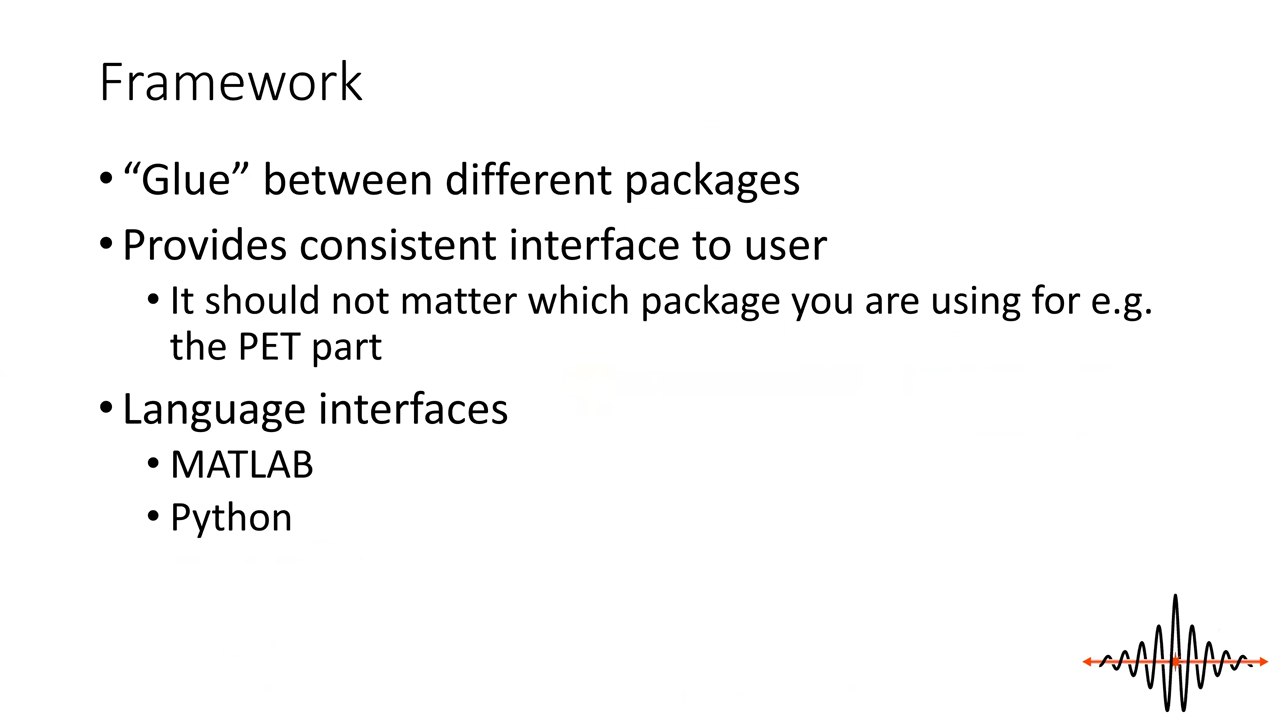 Framework
• “Glue” between different packages
• Provides consistent interface to user
• It should not matter which package you are using for e.g.
the PET part
• Language interfaces
• MATLAB
• Python